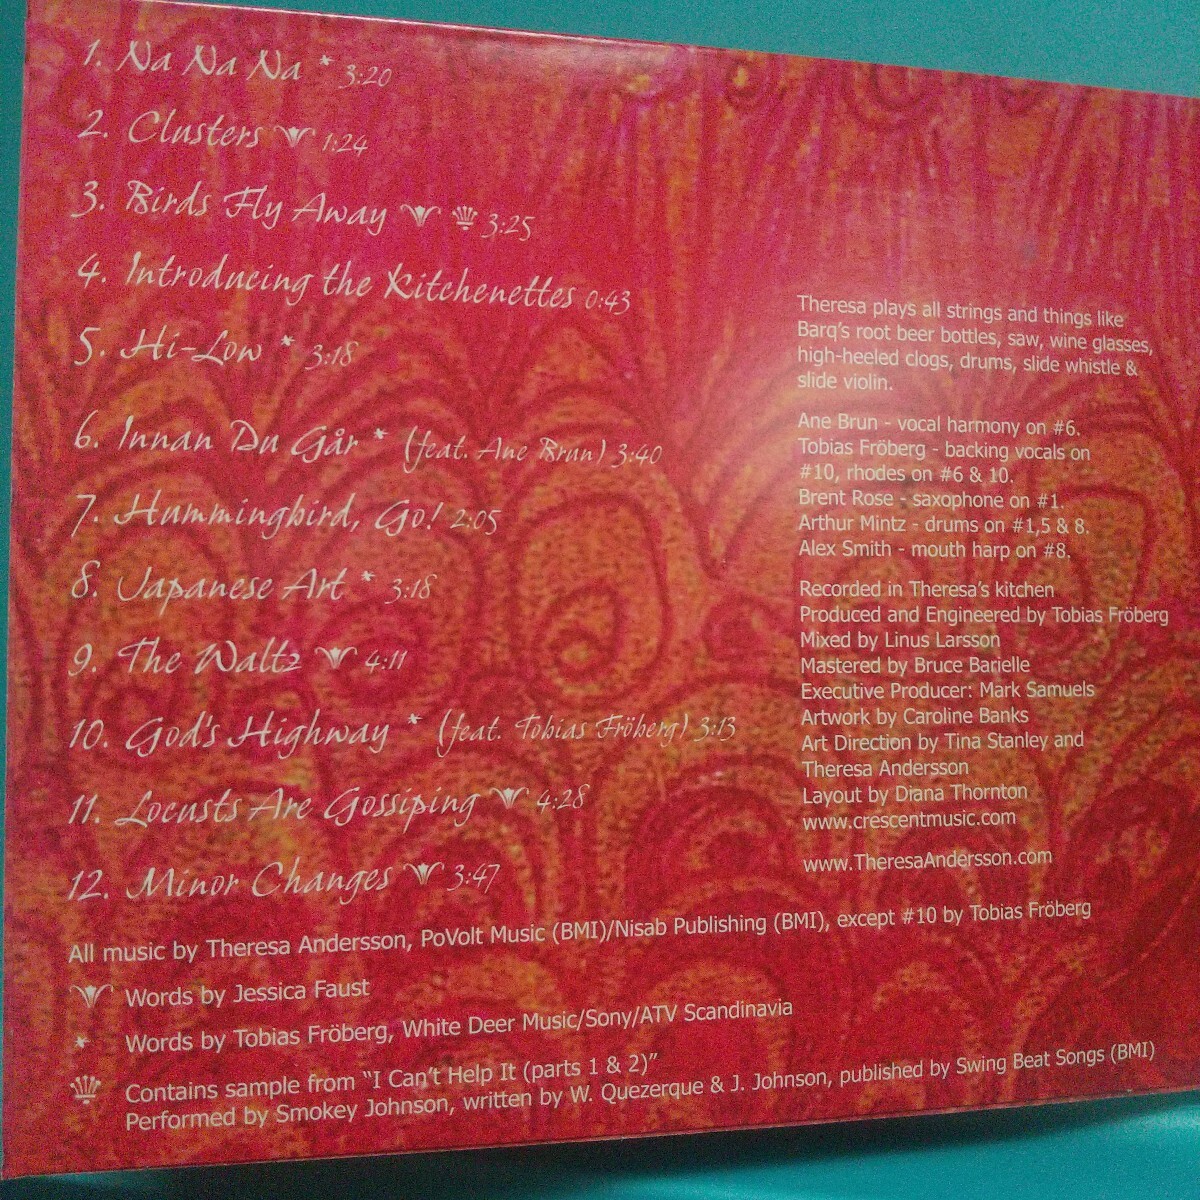 1. Na Na Na * 3:20
2. Clusters 1:24
3. Birds Fly Away 3:25
4. Introducing the Kitchenettes 0:43
5. Hi-Low * 3:18
6. Innan Du Går * (feat. Ane Brun) 3:40
7. Hummingbird, Go! 2:05
8. Japanese Art * 3:18
9. The Waltz 4:11
10. God's Highway * (feat. Tobias Fröberg) 3:13
11. Locusts Are Gossiping 4:28
12. Minor Changes 3:47
Theresa plays all strings and things like
Barq's root beer bottles, saw, wine glasses,
high-heeled clogs, drums, slide whistle &
slide violin.
Ane Brun - vocal harmony on #6.
Tobias Fröberg - backing vocals on
#10, rhodes on #6 & 10.
Brent Rose - saxophone on #1.
Arthur Mintz - drums on #1,5 & 8.
Alex Smith - mouth harp on #8.
Recorded in Theresa's kitchen
Produced and Engineered by Tobias Fröberg
Mixed by Linus Larsson
Mastered by Bruce Barielle
Executive Producer: Mark Samuels
Artwork by Caroline Banks
Art Direction by Tina Stanley and
Theresa Andersson
Layout by Diana Thornton
www.crescentmusic.com
www.TheresaAndersson.com
All music by Theresa Andersson, PoVolt Music (BMI)/Nisab Publishing (BMI), except #10 by Tobias Fröberg
Words by Jessica Faust
* Words by Tobias Fröberg, White Deer Music/Sony/ATV Scandinavia
Contains sample from "I Can't Help It (parts 1 & 2)"
Performed by Smokey Johnson, written by W. Quezerque & J. Johnson, published by Swing Beat Songs (BMI)